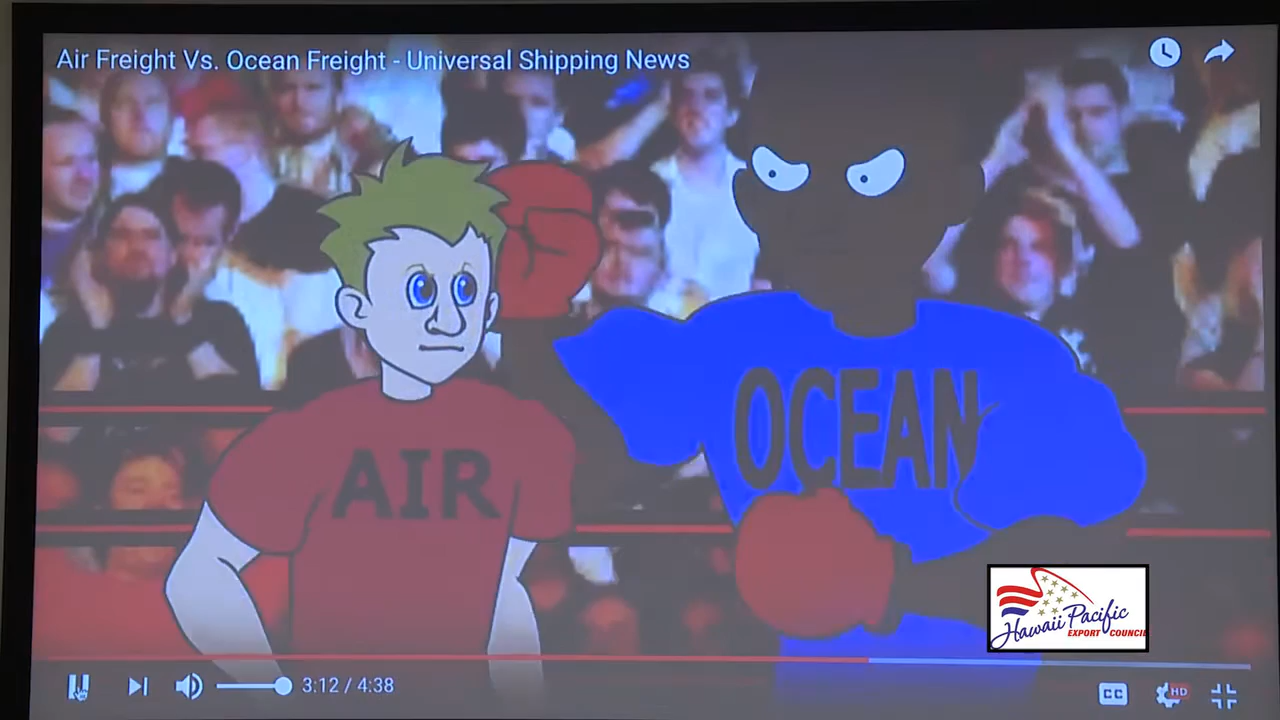 Air Freight Vs. Ocean Freight - Universal Shipping News
AIR
OCEAN
Hawaii Pacific
EXPORT COUNCIL
3:12 / 4:38
CC
HD